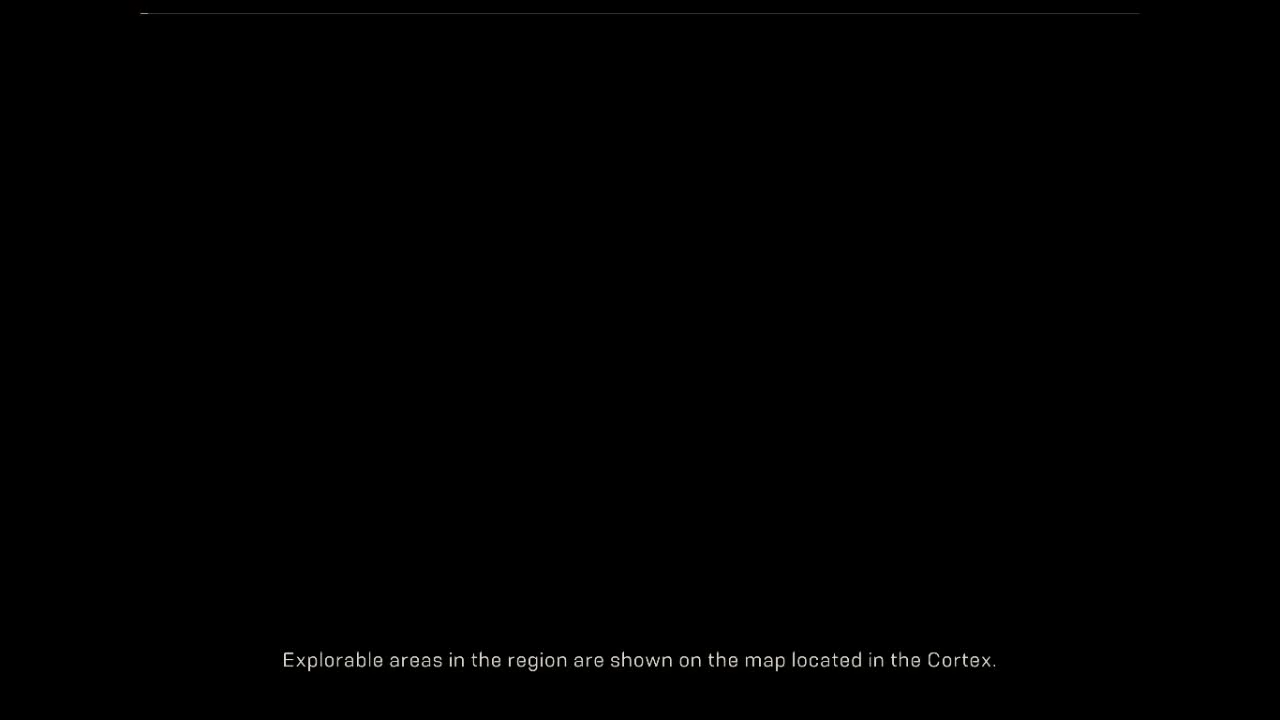 Explorable areas in the region are shown on the map located in the Cortex.